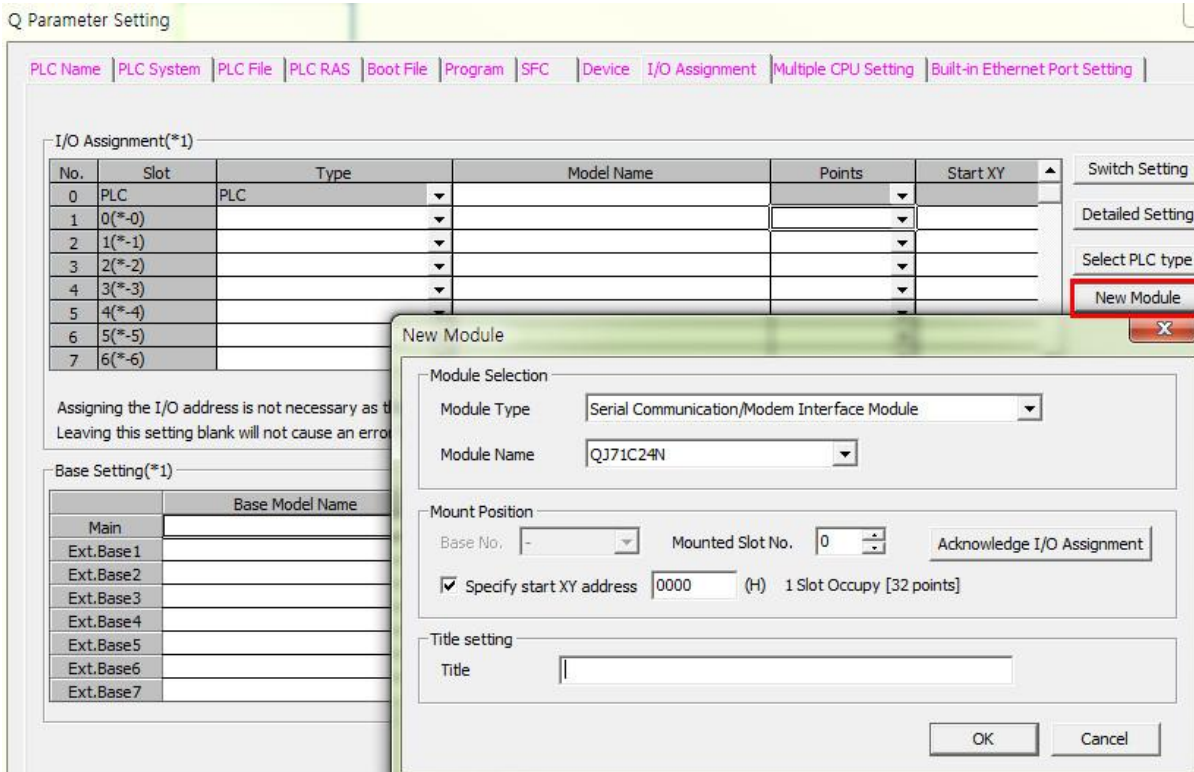 Q Parameter Setting
PLC Name PLC System PLC File PLC RAS Boot File Program SFC Device I/O Assignment Multiple CPU Setting Built-in Ethernet Port Setting
I/O Assignment(*1)
No. Slot Type Model Name Points Start XY
0 PLC PLC
1 0(*-0)
2 1(*-1)
3 2(*-2)
4 3(*-3)
5 4(*-4)
6 5(*-5)
7 6(*-6)
Switch Setting
Detailed Setting
Select PLC type
New Module
Assigning the I/O address is not necessary as
Leaving this setting blank will not cause an error
Base Setting(*1)
Base Model Name
Main
Ext.Base1
Ext.Base2
Ext.Base3
Ext.Base4
Ext.Base5
Ext.Base6
Ext.Base7
New Module
X
Module Selection
Module Type Serial Communication/Modem Interface Module
Module Name QJ71C24N
Mount Position
Base No. - Mounted Slot No. 0 Acknowledge I/O Assignment
Specify start XY address 0000 (H) 1 Slot Occupy [32 points]
Title setting
Title
OK Cancel